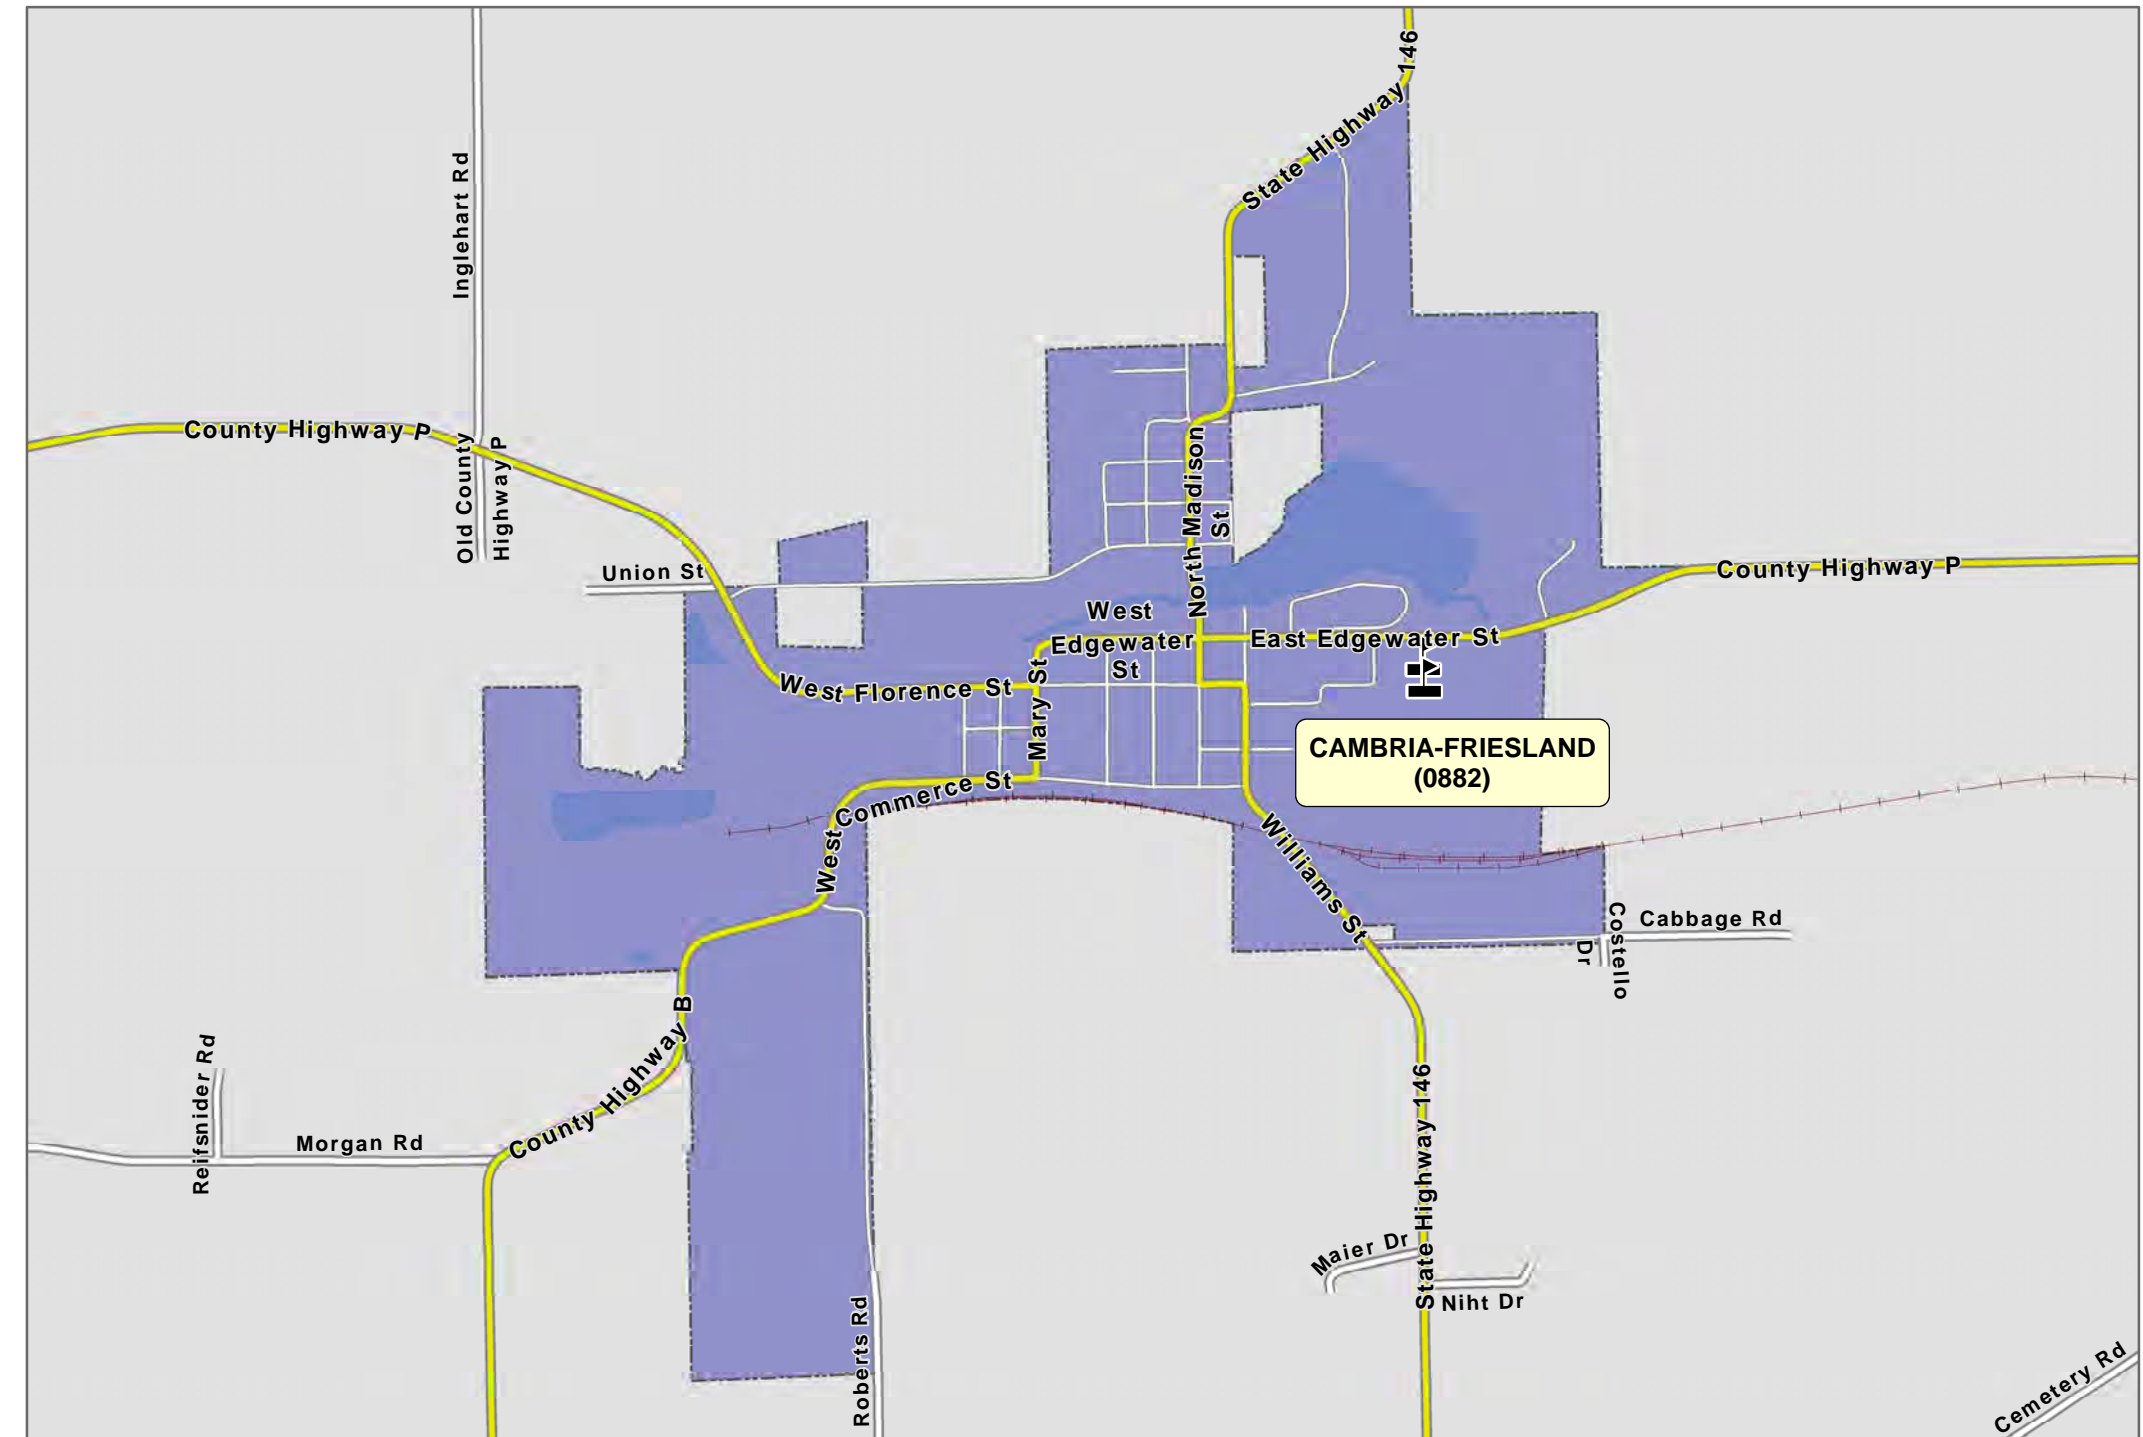 State Highway 146
Inglehart Rd
County Highway P
Old County
Highway P
North Madison
St
Union St
County Highway P
West
Edgewater
St
East Edgewater St
West Florence St
Mary St
CAMBRIA-FRIESLAND
(0882)
West Commerce St
Williams St
Cabbage Rd
Costello
Dr
County Highway B
Reifsnider Rd
Morgan Rd
State Highway 146
Maier Dr
Niht Dr
Roberts Rd
Cemetery Rd